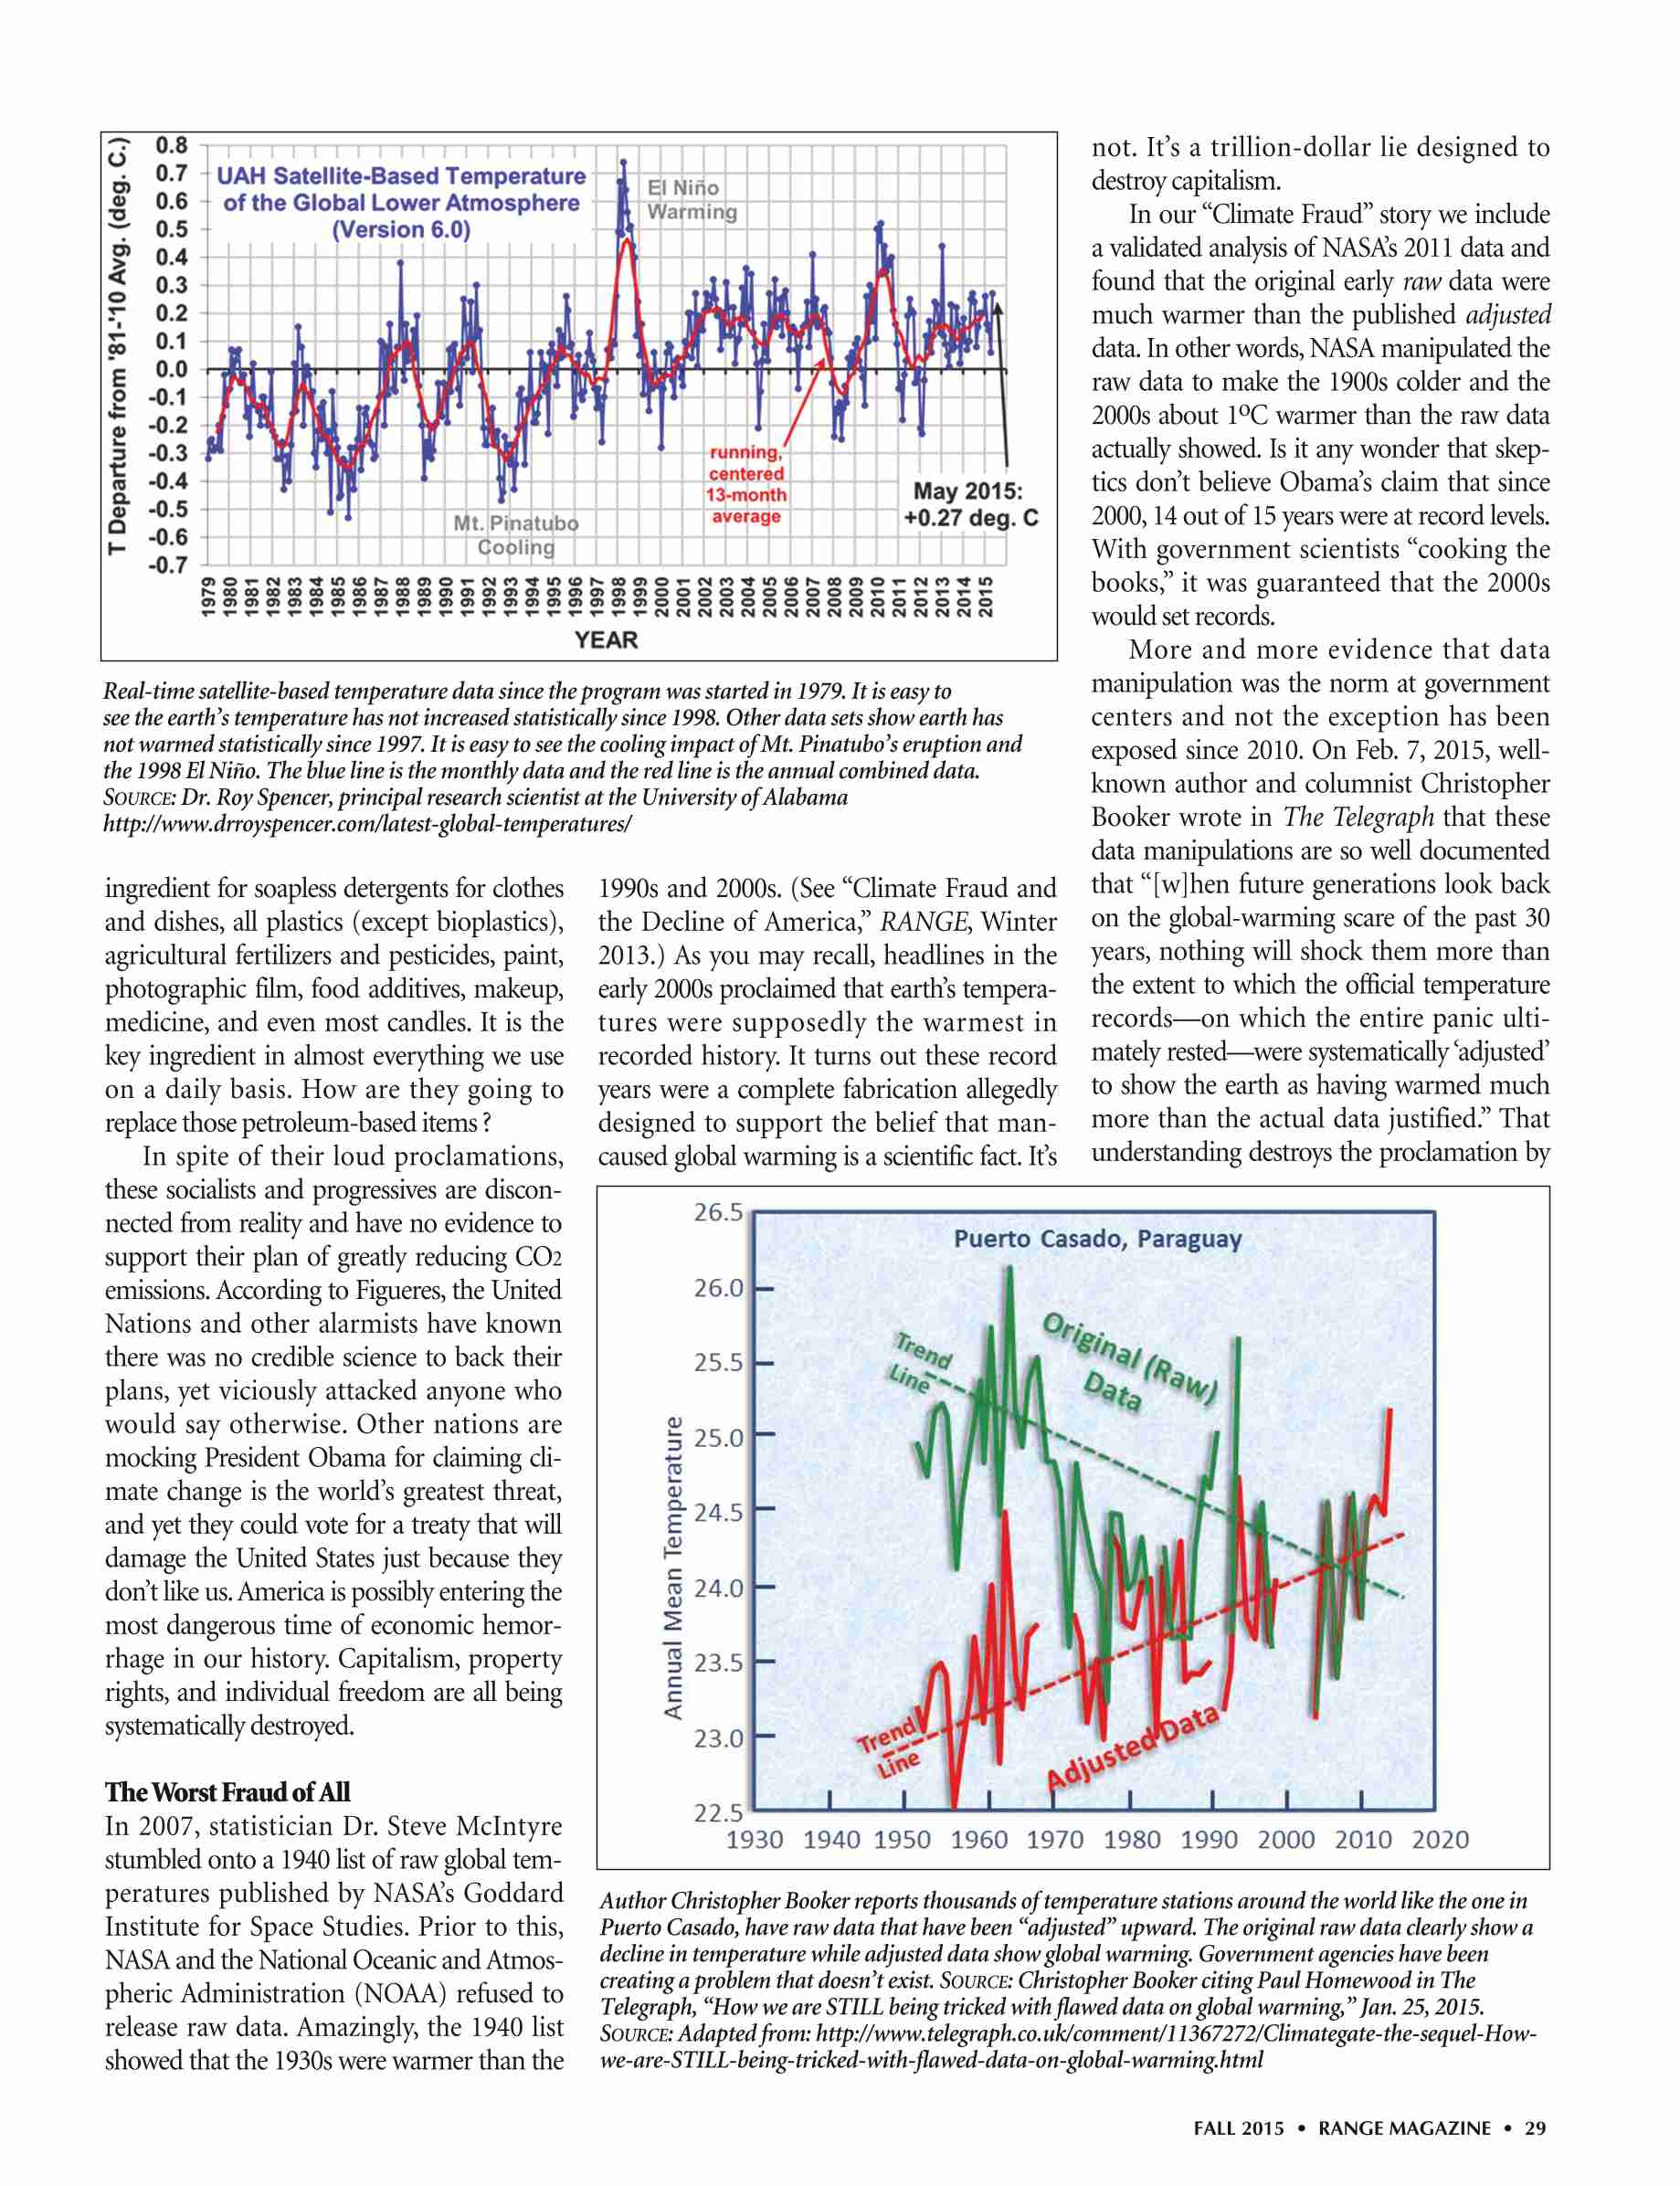 0.8
0.7
0.6
0.5
0.4
0.3
0.2
0.1
0.0
-0.1
-0.2
-0.3
-0.4
-0.5
-0.6
-0.7
T Departure from '81-'10 Avg. (deg. C.)
UAH Satellite-Based Temperature
of the Global Lower Atmosphere
(Version 6.0)
El Niño
Warming
running,
centered
13-month
average
Mt. Pinatubo
Cooling
May 2015:
+0.27 deg. C
1979 1980 1981 1982 1983 1984 1985 1986 1987 1988 1989 1990 1991 1992 1993 1994 1995 1996 1997 1998 1999 2000 2001 2002 2003 2004 2005 2006 2007 2008 2009 2010 2011 2012 2013 2014 2015
YEAR
Real-time satellite-based temperature data since the program was started in 1979. It is easy to
see the earth's temperature has not increased statistically since 1998. Other data sets show earth has
not warmed statistically since 1997. It is easy to see the cooling impact of Mt. Pinatubo's eruption and
the 1998 El Niño. The blue line is the monthly data and the red line is the annual combined data.
SOURCE: Dr. Roy Spencer, principal research scientist at the University of Alabama
http://www.drroyspencer.com/latest-global-temperatures/
ingredient for soapless detergents for clothes
and dishes, all plastics (except bioplastics),
agricultural fertilizers and pesticides, paint,
photographic film, food additives, makeup,
medicine, and even most candles. It is the
key ingredient in almost everything we use
on a daily basis. How are they going to
replace those petroleum-based items?
In spite of their loud proclamations,
these socialists and progressives are discon-
nected from reality and have no evidence to
support their plan of greatly reducing CO2
emissions. According to Figueres, the United
Nations and other alarmists have known
there was no credible science to back their
plans, yet viciously attacked anyone who
would say otherwise. Other nations are
mocking President Obama for claiming cli-
mate change is the world's greatest threat,
and yet they could vote for a treaty that will
damage the United States just because they
don't like us. America is possibly entering the
most dangerous time of economic hemor-
rhage in our history. Capitalism, property
rights, and individual freedom are all being
systematically destroyed.
The Worst Fraud of All
In 2007, statistician Dr. Steve McIntyre
stumbled onto a 1940 list of raw global tem-
peratures published by NASA's Goddard
Institute for Space Studies. Prior to this,
NASA and the National Oceanic and Atmos-
pheric Administration (NOAA) refused to
release raw data. Amazingly, the 1940 list
showed that the 1930s were warmer than the
1990s and 2000s. (See "Climate Fraud and
the Decline of America," RANGE, Winter
2013.) As you may recall, headlines in the
early 2000s proclaimed that earth's tempera-
tures were supposedly the warmest in
recorded history. It turns out these record
years were a complete fabrication allegedly
designed to support the belief that man-
caused global warming is a scientific fact. It's
not. It's a trillion-dollar lie designed to
destroy capitalism.
In our "Climate Fraud" story we include
a validated analysis of NASA's 2011 data and
found that the original early raw data were
much warmer than the published adjusted
data. In other words, NASA manipulated the
raw data to make the 1900s colder and the
2000s about 1ºC warmer than the raw data
actually showed. Is it any wonder that skep-
tics don't believe Obama's claim that since
2000, 14 out of 15 years were at record levels.
With government scientists "cooking the
books," it was guaranteed that the 2000s
would set records.
More and more evidence that data
manipulation was the norm at government
centers and not the exception has been
exposed since 2010. On Feb. 7, 2015, well-
known author and columnist Christopher
Booker wrote in The Telegraph that these
data manipulations are so well documented
that "[w]hen future generations look back
on the global-warming scare of the past 30
years, nothing will shock them more than
the extent to which the official temperature
records—on which the entire panic ulti-
mately rested—were systematically 'adjusted'
to show the earth as having warmed much
more than the actual data justified." That
understanding destroys the proclamation by
26.5
26.0
25.5
25.0
24.5
24.0
23.5
23.0
22.5
Annual Mean Temperature
Puerto Casado, Paraguay
Trend
Line
Original (Raw)
Data
Trend
Line
Adjusted Data
1930 1940 1950 1960 1970 1980 1990 2000 2010 2020
Author Christopher Booker reports thousands of temperature stations around the world like the one in
Puerto Casado, have raw data that have been "adjusted" upward. The original raw data clearly show a
decline in temperature while adjusted data show global warming. Government agencies have been
creating a problem that doesn't exist. SOURCE: Christopher Booker citing Paul Homewood in The
Telegraph, "How we are STILL being tricked with flawed data on global warming," Jan. 25, 2015.
SOURCE: Adapted from: http://www.telegraph.co.uk/comment/11367272/Climategate-the-sequel-How-
we-are-STILL-being-tricked-with-flawed-data-on-global-warming.html
FALL 2015 • RANGE MAGAZINE • 29